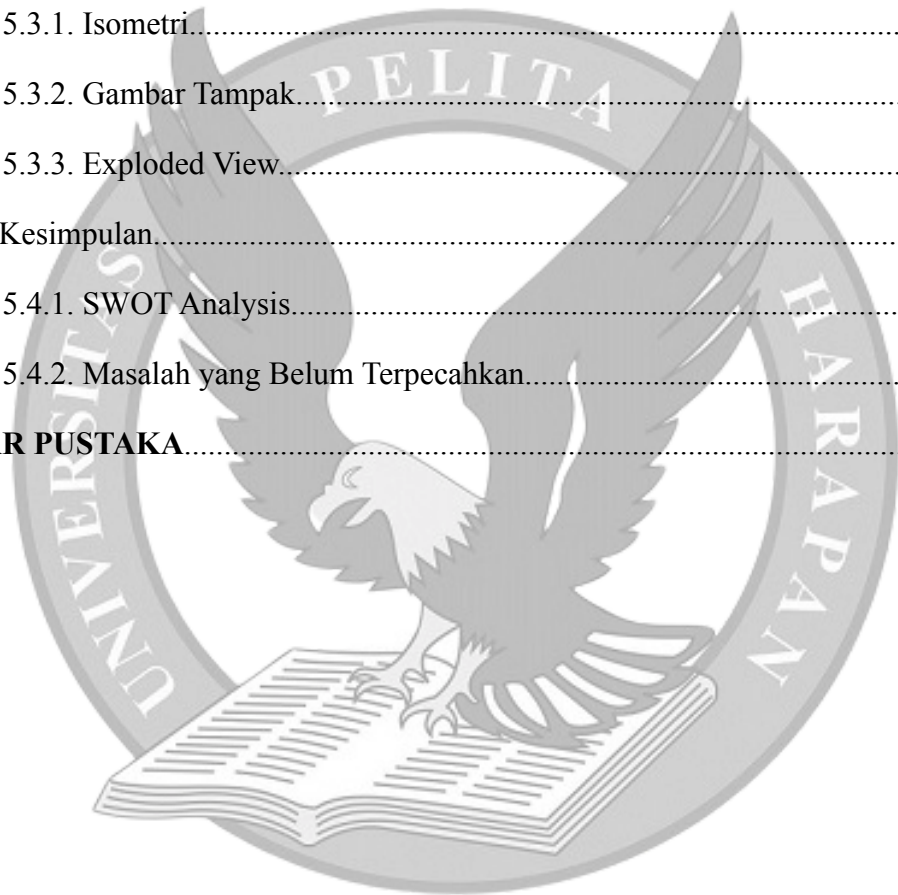 5.3.1. Isometri
5.3.2. Gambar Tampak
5.3.3. Exploded View
Kesimpulan
5.4.1. SWOT Analysis
5.4.2. Masalah yang Belum Terpecahkan
R PUSTAKA
UNIVERSITAS PELITA HARAPAN